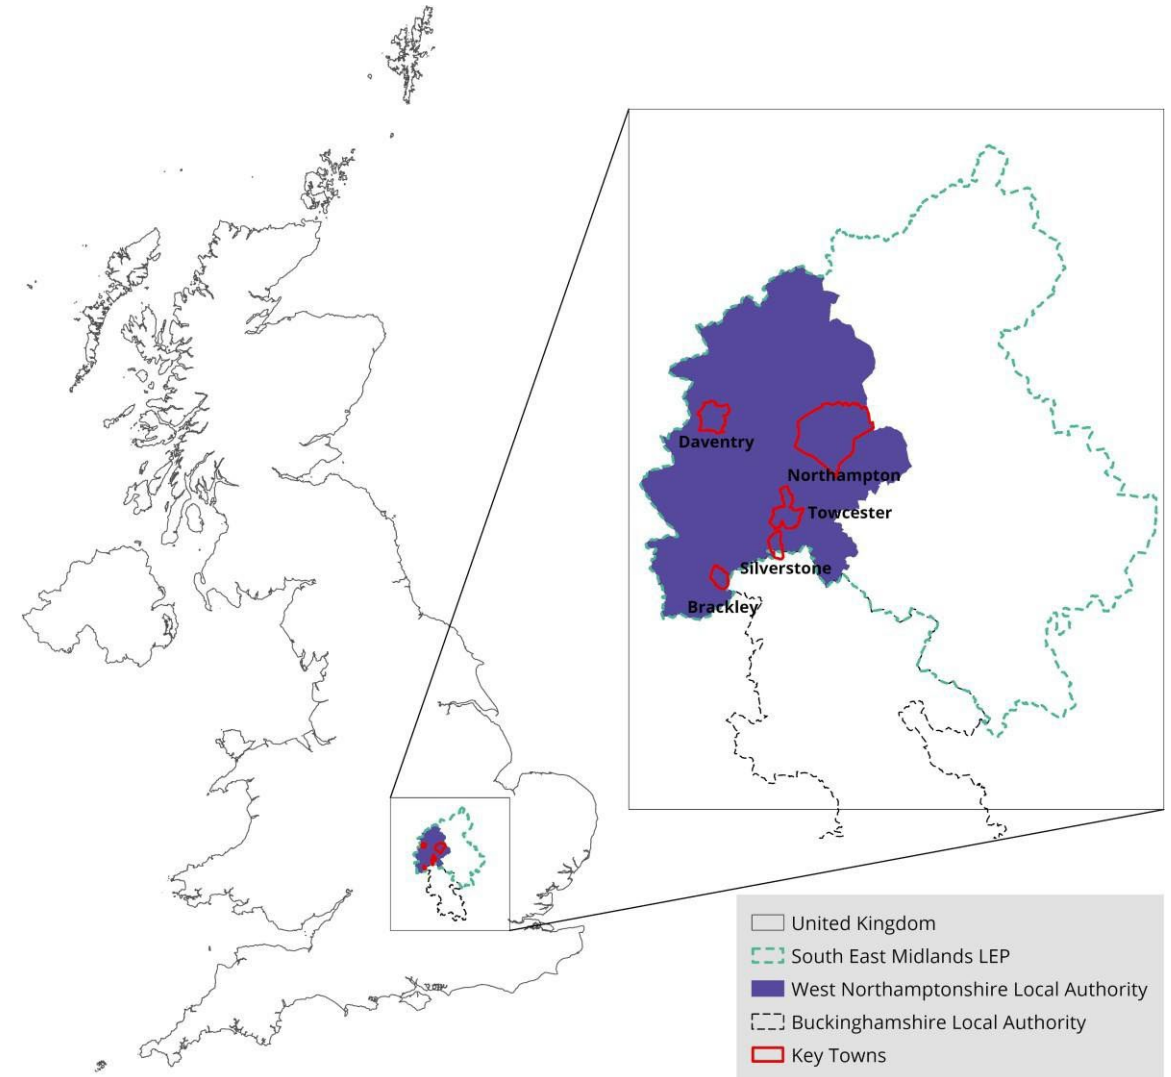 Daventry
Northampton
Towcester
Silverstone
Brackley
United Kingdom
South East Midlands LEP
West Northamptonshire Local Authority
Buckinghamshire Local Authority
Key Towns